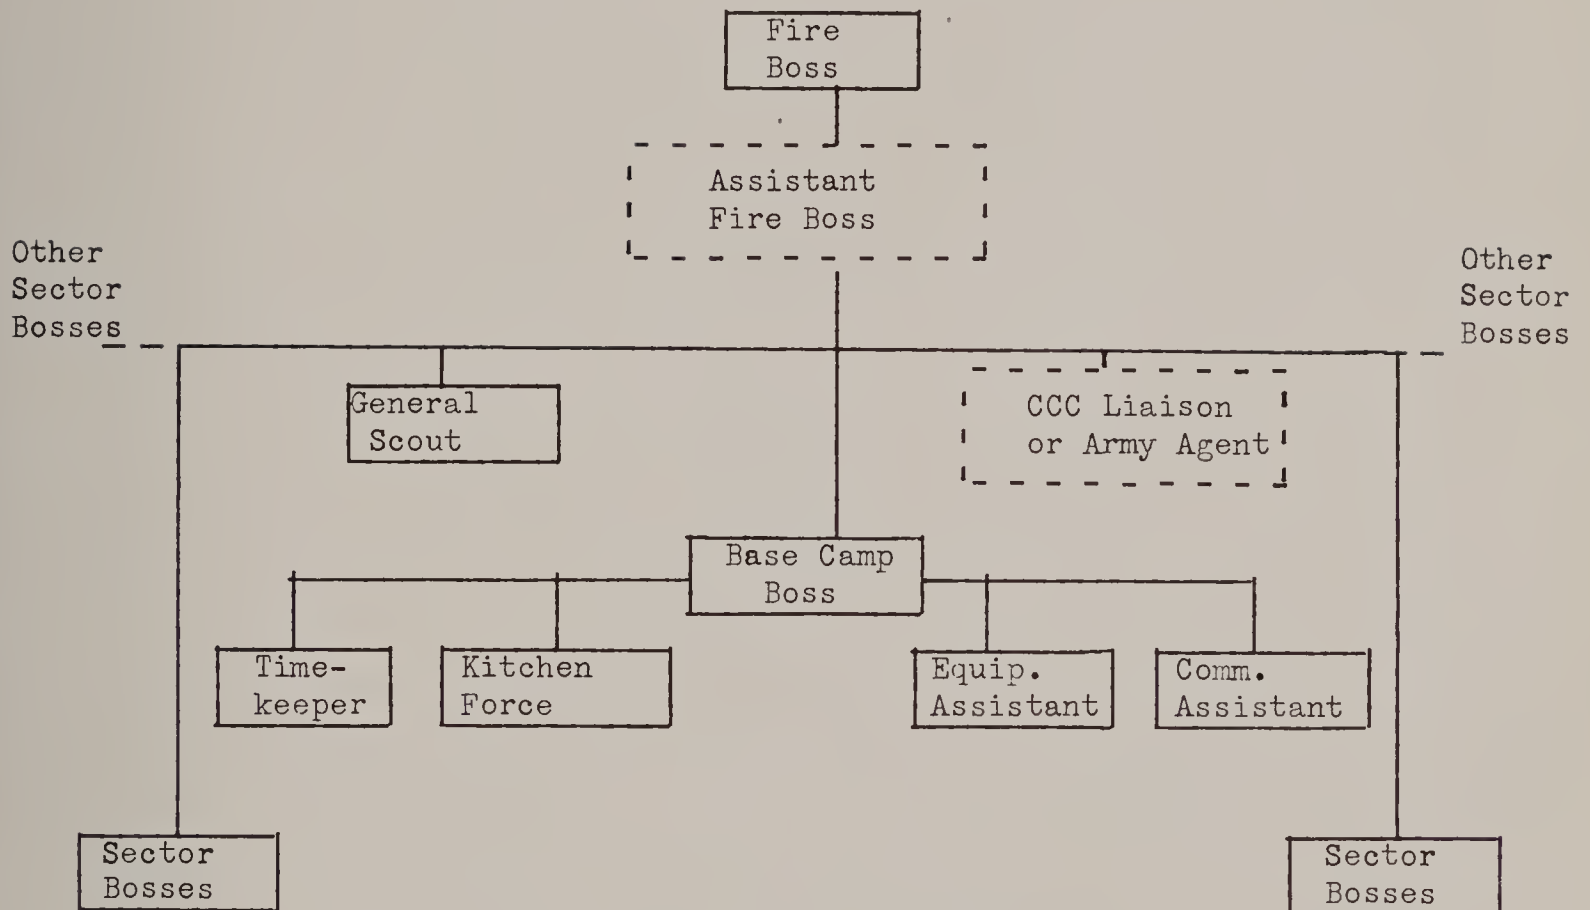 Fire
Boss
Assistant
Fire Boss
Other
Sector
Bosses
Other
Sector
Bosses
General
Scout
CCC Liaison
or Army Agent
Base Camp
Boss
Time-
keeper
Kitchen
Force
Equip.
Assistant
Comm.
Assistant
Sector
Bosses
Sector
Bosses